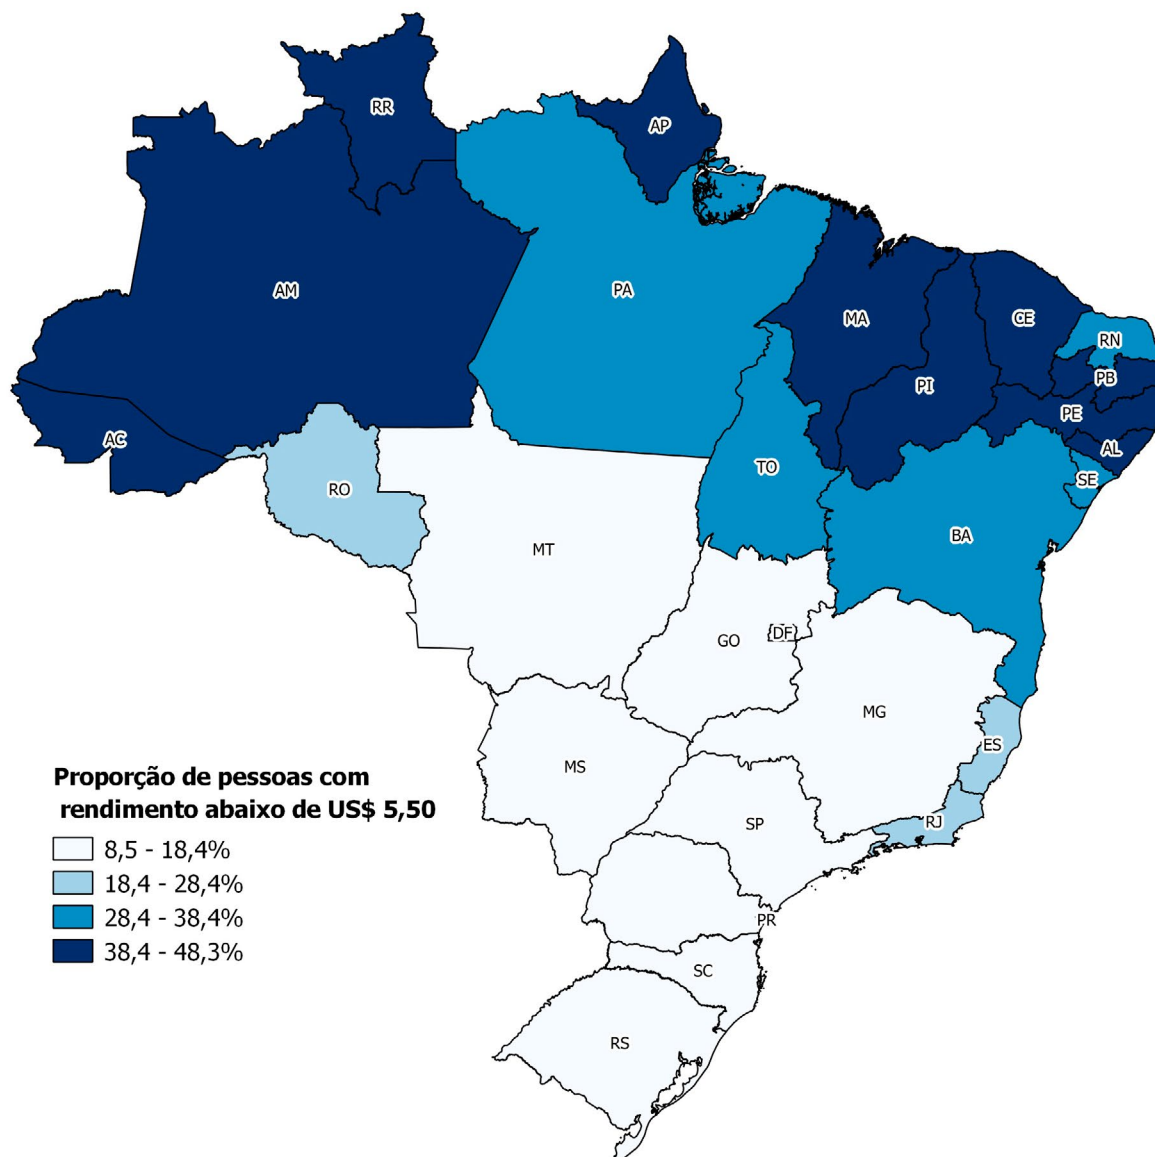 RR
AP
AM
PA
MA
CE
RN
PI
PB
PE
AC
AL
TO
SE
RO
BA
MT
DF
GO
MG
ES
MS
SP
RJ
PR
SC
RS
Proporção de pessoas com
rendimento abaixo de US$ 5,50
8,5 - 18,4%
18,4 - 28,4%
28,4 - 38,4%
38,4 - 48,3%